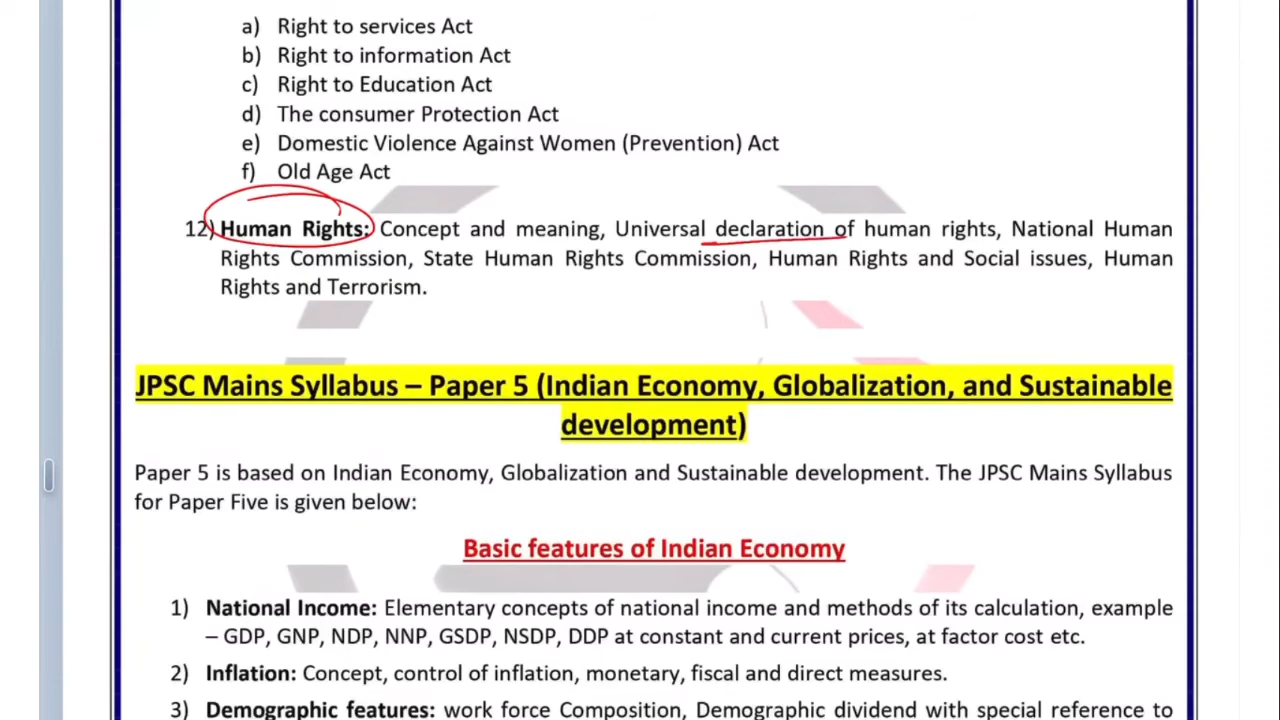 a) Right to services Act
b) Right to information Act
c) Right to Education Act
d) The consumer Protection Act
e) Domestic Violence Against Women (Prevention) Act
f) Old Age Act
12) Human Rights: Concept and meaning, Universal declaration of human rights, National Human
Rights Commission, State Human Rights Commission, Human Rights and Social issues, Human
Rights and Terrorism.
JPSC Mains Syllabus – Paper 5 (Indian Economy, Globalization, and Sustainable
development)
Paper 5 is based on Indian Economy, Globalization and Sustainable development. The JPSC Mains Syllabus
for Paper Five is given below:
Basic features of Indian Economy
1) National Income: Elementary concepts of national income and methods of its calculation, example
– GDP, GNP, NDP, NNP, GSDP, NSDP, DDP at constant and current prices, at factor cost etc.
2) Inflation: Concept, control of inflation, monetary, fiscal and direct measures.
3) Demographic features: work force Composition, Demographic dividend with special reference to